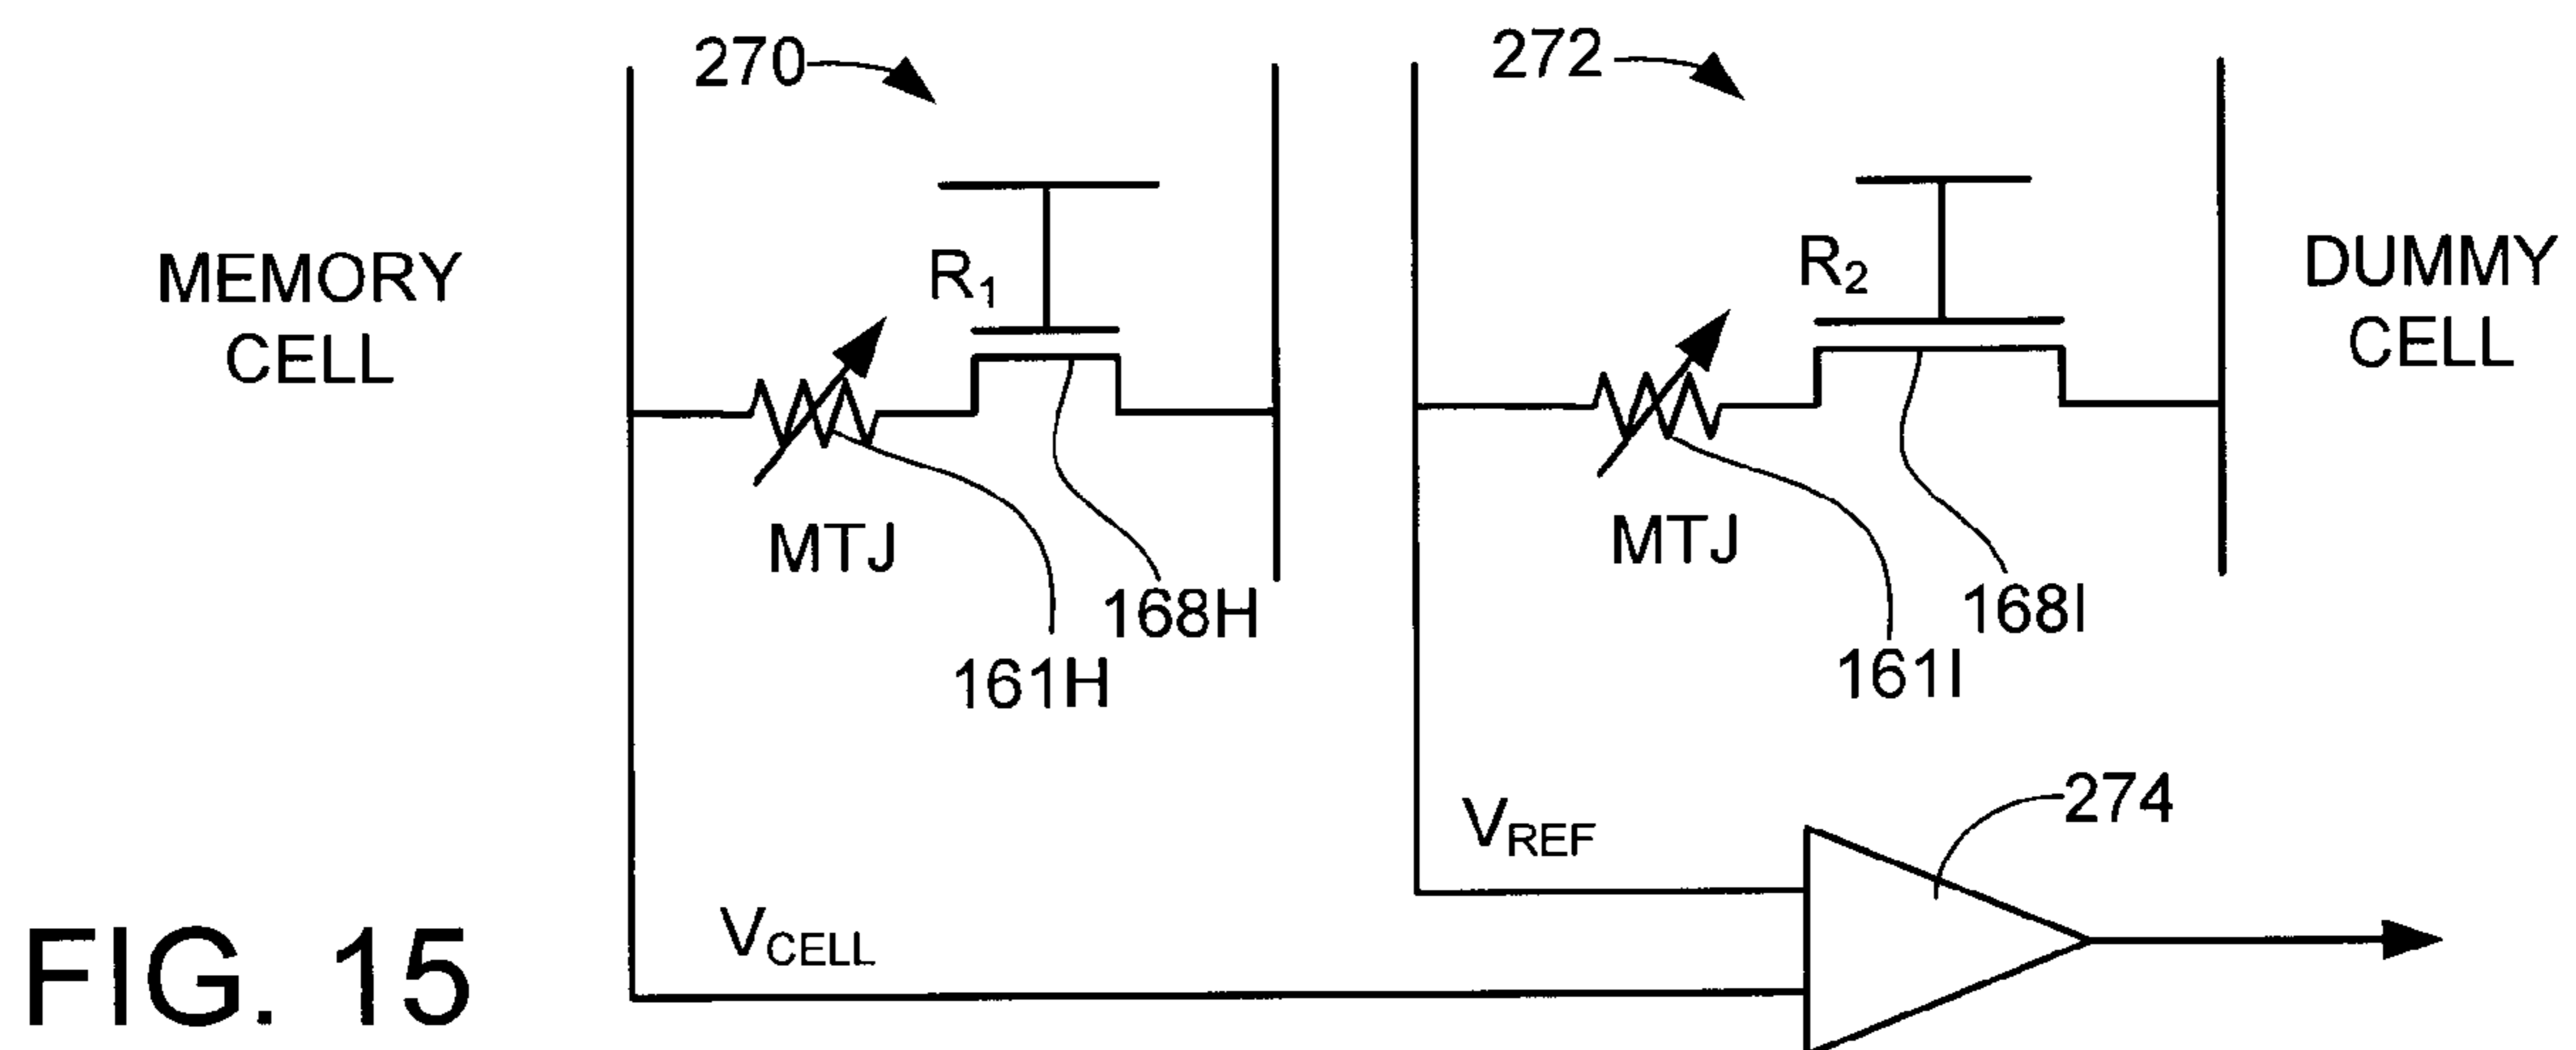 270
272
MEMORY
CELL
R1
R2
DUMMY
CELL
MTJ
MTJ
168H
168I
161H
161I
274
VREF
VCELL
FIG. 15